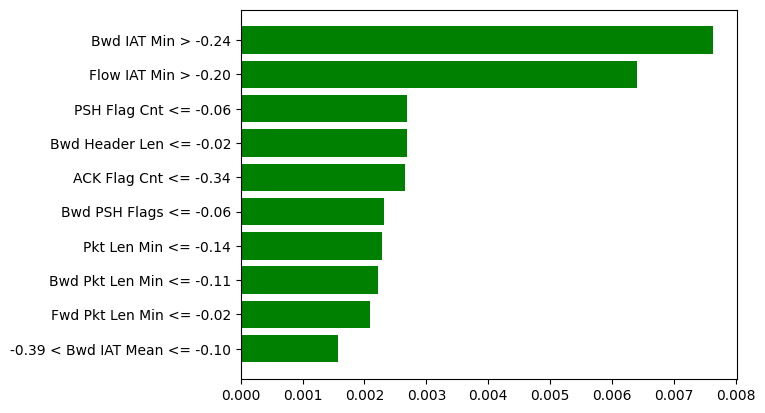 Bwd IAT Min > -0.24
Flow IAT Min > -0.20
PSH Flag Cnt <= -0.06
Bwd Header Len <= -0.02
ACK Flag Cnt <= -0.34
Bwd PSH Flags <= -0.06
Pkt Len Min <= -0.14
Bwd Pkt Len Min <= -0.11
Fwd Pkt Len Min <= -0.02
-0.39 < Bwd IAT Mean <= -0.10
0.000 0.001 0.002 0.003 0.004 0.005 0.006 0.007 0.008